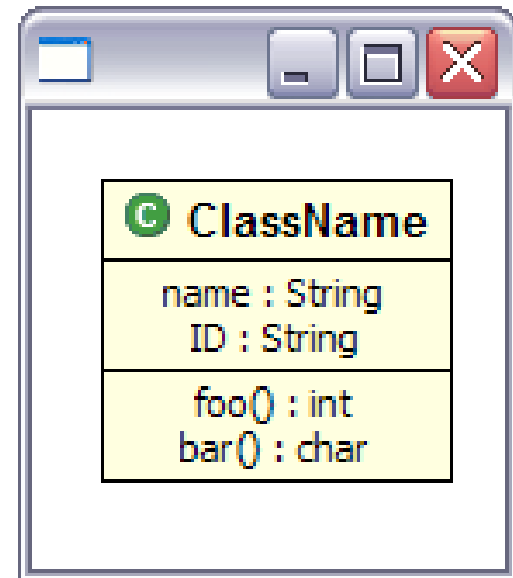 C ClassName
name : String
ID : String
foo() : int
bar() : char